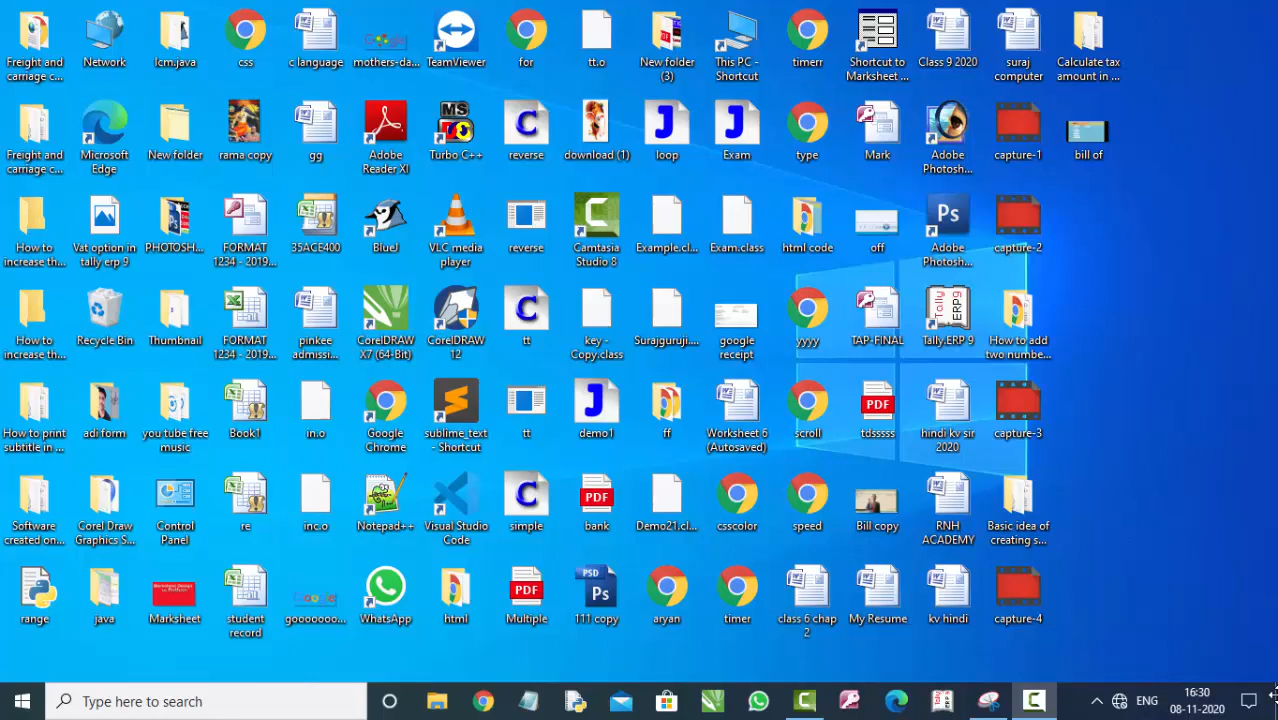 Freight and
carriage c...
Network
lcm.java
css
c language
mothers-da...
TeamViewer
for
tt.o
New folder
(3)
This PC -
Shortcut
timerr
Shortcut to
Marksheet ...
Class 9 2020
suraj
computer
Calculate tax
amount in ...
Freight and
carriage c...
Microsoft
Edge
New folder
rama copy
gg
Adobe
Reader XI
MS
Turbo C++
reverse
download (1)
loop
Exam
type
Mark
Adobe
Photosh...
capture-1
bill of
How to
increase th...
Vat option in
tally erp 9
PHOTOSH...
FORMAT
1234 - 2019...
35ACE400
BlueJ
VLC media
player
reverse
Camtasia
Studio 8
Example.cl...
Exam.class
html code
off
Ps
Adobe
Photosh...
capture-2
How to
increase th...
Recycle Bin
Thumbnail
FORMAT
1234 - 2019...
pinkee
admissi...
CorelDRAW
X7 (64-Bit)
CorelDRAW
12
tt
key -
Copy.class
Surajguruji....
google
receipt
yyyy
TAP-FINAL
Tally.ERP 9
How to add
two numbe...
How to print
subtitle in ...
adi form
you tube free
music
Book1
in.o
Google
Chrome
sublime_text
- Shortcut
tt
demo1
ff
Worksheet 6
(Autosaved)
scroll
PDF
tdsssss
hindi kv sir
2020
capture-3
Software
created on...
Corel Draw
Graphics S...
Control
Panel
re
inc.o
Notepad++
Visual Studio
Code
simple
PDF
bank
Demo21.cl...
csscolor
speed
Bill copy
RNH
ACADEMY
Basic idea of
creating s...
range
java
Marksheet
student
record
goooooooo...
WhatsApp
html
PDF
Multiple
PSD
Ps
111 copy
aryan
timer
class 6 chap
2
My Resume
kv hindi
capture-4
Type here to search
ENG
16:30
08-11-2020